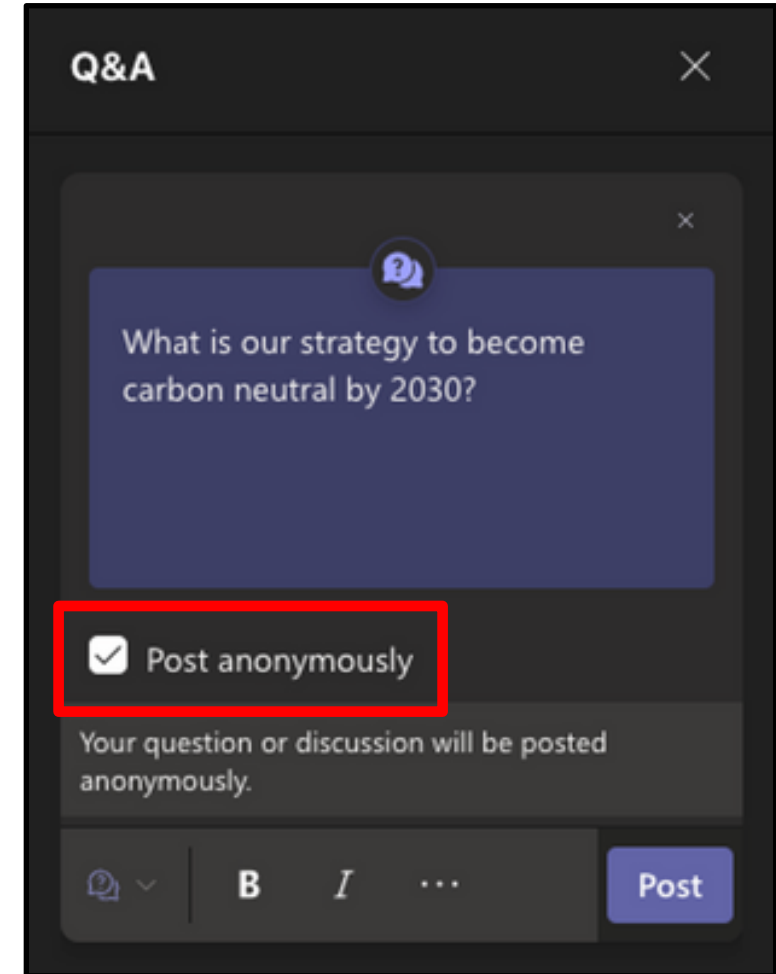 Q&A
What is our strategy to become
carbon neutral by 2030?
Post anonymously
Your question or discussion will be posted
anonymously.
B I ··· Post